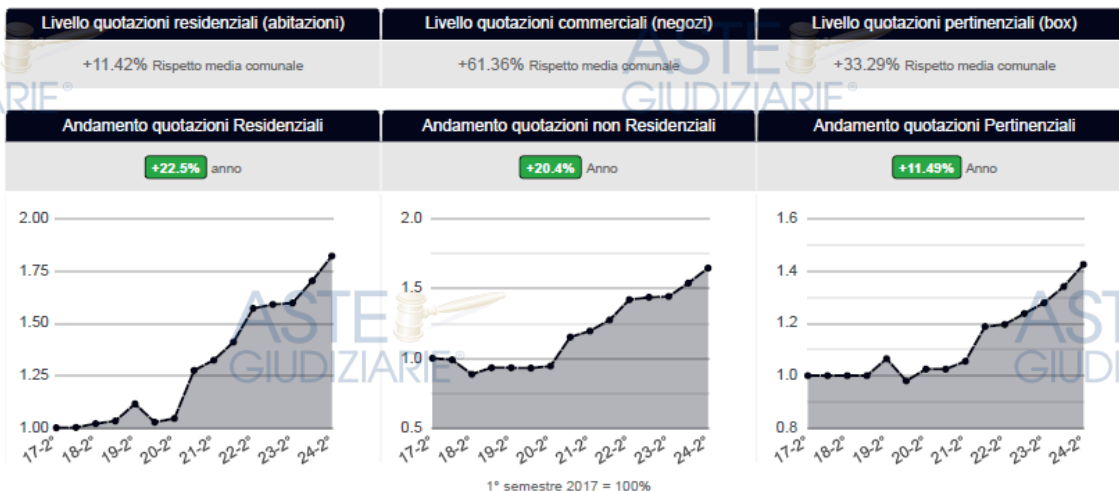 Livello quotazioni residenziali (abitazioni)
Livello quotazioni commerciali (negozi)
Livello quotazioni pertinenziali (box)
+11.42% Rispetto media comunale
+61.36% Rispetto media comunale
+33.29% Rispetto media comunale
ASTE
GIUDIZIARIE®
ARIE®
Andamento quotazioni Residenziali
Andamento quotazioni non Residenziali
Andamento quotazioni Pertinenziali
+22.5% anno
+20.4% Anno
+11.49% Anno
2.00
1.75
1.50
1.25
1.00
17-2° 18-2° 19-2° 20-2° 21-2° 22-2° 23-2° 24-2°
2.0
1.5
1.0
0.5
17-2° 18-2° 19-2° 20-2° 21-2° 22-2° 23-2° 24-2°
1.6
1.4
1.2
1.0
0.8
17-2° 18-2° 19-2° 20-2° 21-2° 22-2° 23-2° 24-2°
ASTE
GIUDIZIARIE®
AST
GIUD
1° semestre 2017 = 100%